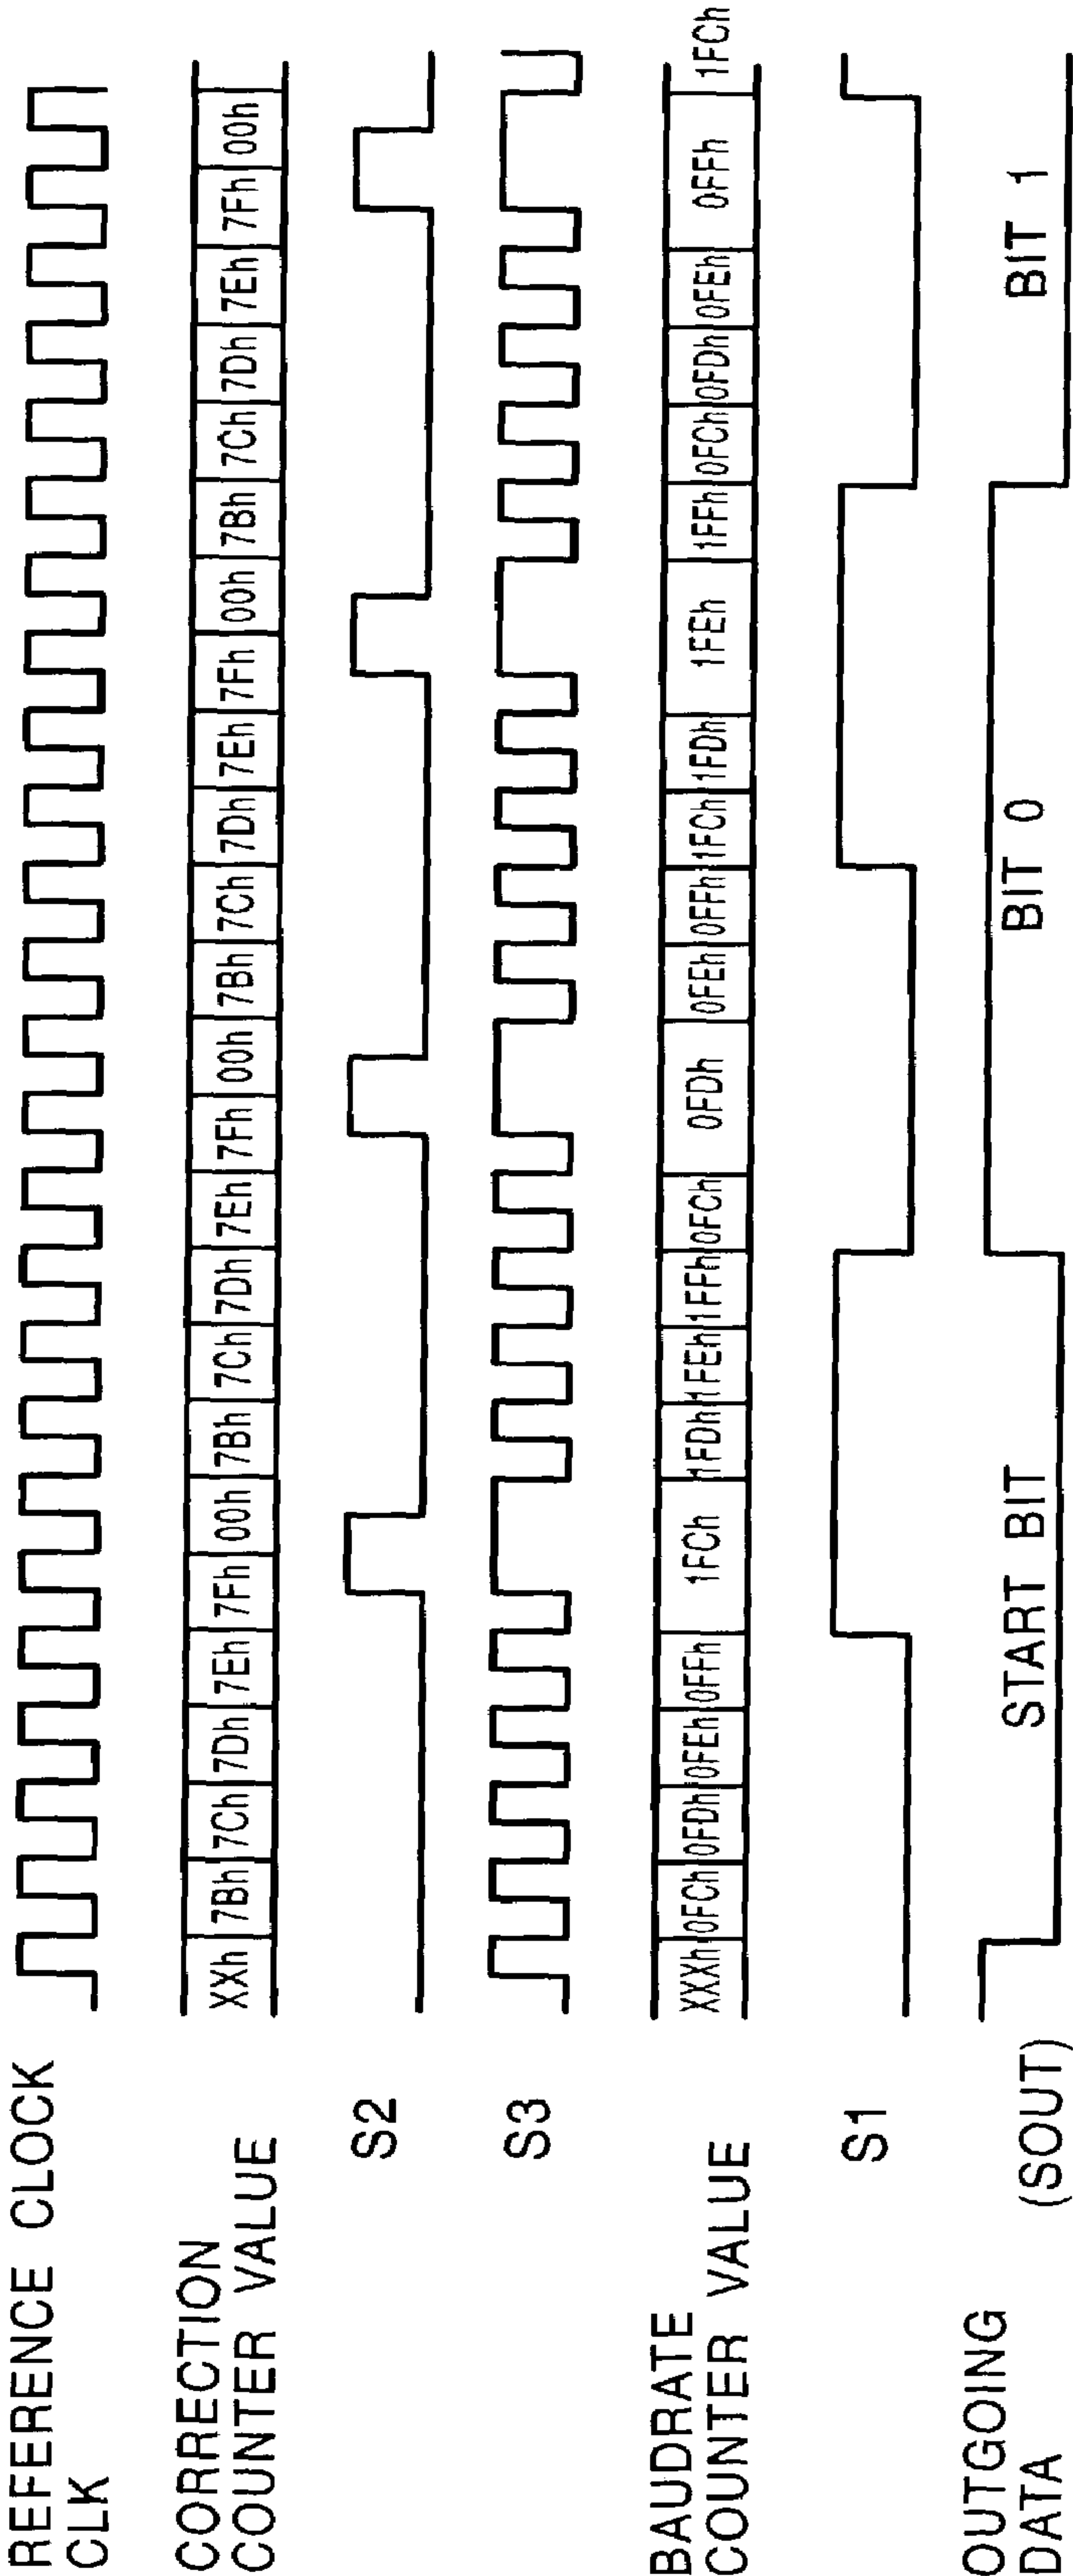 REFERENCE CLOCK
CLK
CORRECTION
COUNTER VALUE
XXh 7Bh 7Ch 7Dh 7Eh 7Fh 00h 7Bh 7Ch 7Dh 7Eh 7Fh 00h 7Bh 7Ch 7Dh 7Eh 7Fh 00h 7Bh 7Ch 7Dh 7Eh 7Fh 00h
S2
S3
BAUDRATE
COUNTER VALUE
XXXh 0FCh 0FDh 0FEh 0FFh 1FCh 1FDh 1FEh 1FFh 0FCh 0FDh 0FEh 0FFh 1FCh 1FDh 1FEh 1FFh 0FCh 0FDh 0FEh 0FFh 1FCh
S1
OUTGOING
DATA
(SOUT)
START BIT
BIT 0
BIT 1